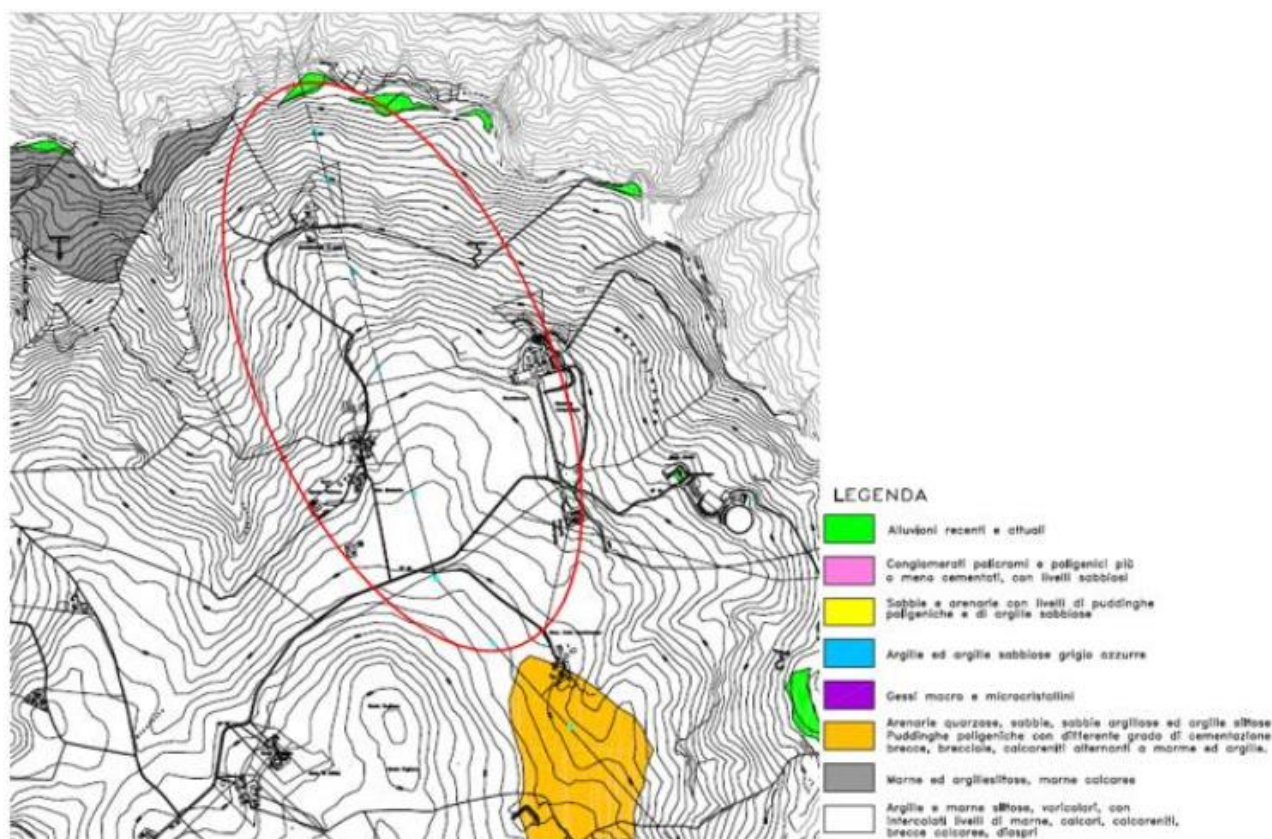 LEGENDA
Alluvioni recenti e attuali
Conglomerati policromi e poligenici più
o meno cementati, con livelli sabbiosi
Sabbie e arenarie con livelli di puddinghe
poligeniche e di argille sabbiose
Argille ed argille sabbiose grigio azzurre
Gessi macro e microcristallini
Arenarie quarzose, sabbie, sabbie argillose ed argille siltose
Puddinghe poligeniche con differente grado di cementazione
brecce, brecciole, calcareniti alternanti a marne ed argille.
Marne ed argillesiltose, marne calcaree
Argille e marne siltose, varicolari, con
intercalati livelli di marne, calcari, calcareniti,
brecce calcaree, diaspri